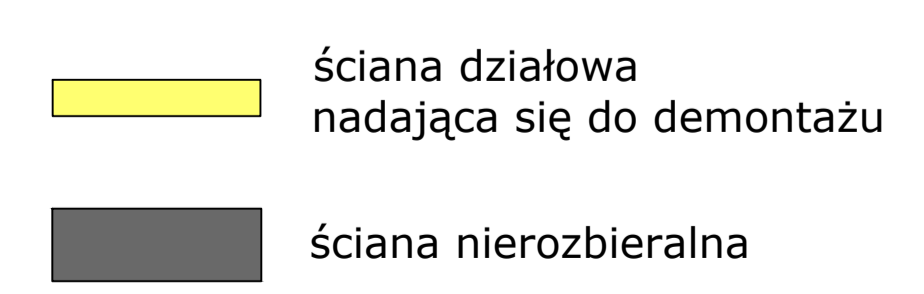 ściana działowa
nadająca się do demontażu
ściana nierozbieralna